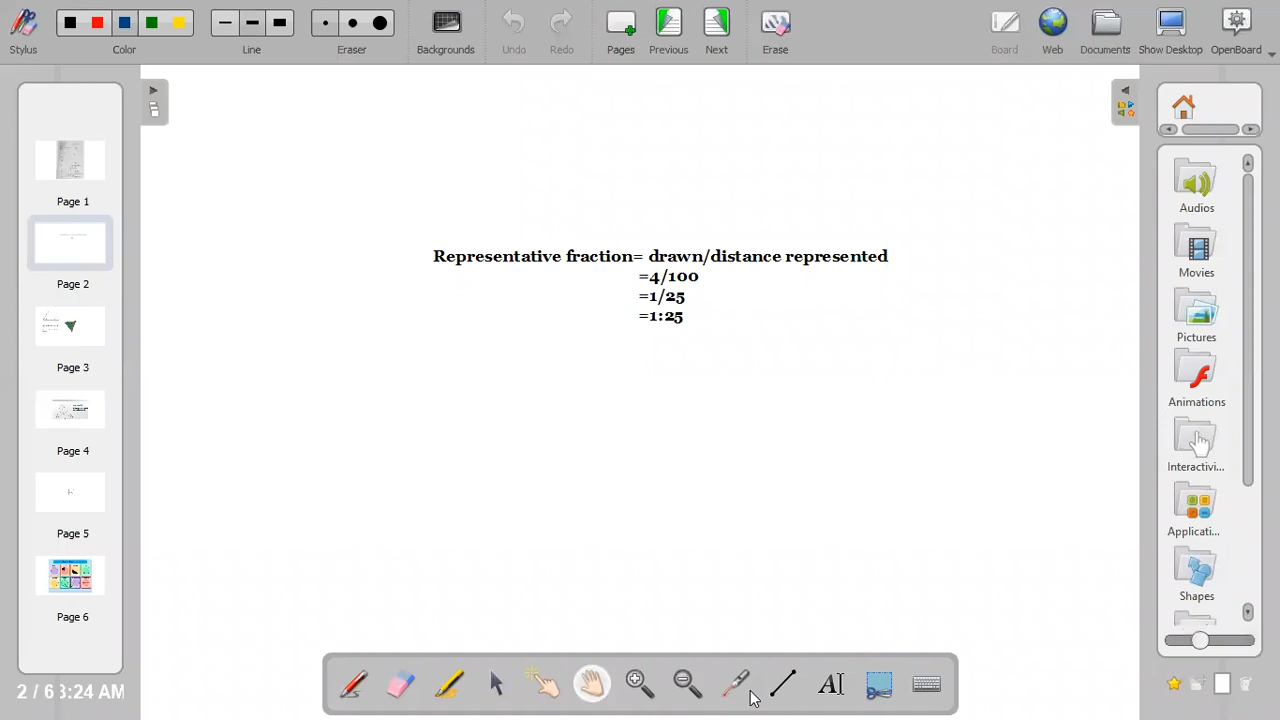 Stylus Color Line Eraser Backgrounds Undo Redo Pages Previous Next Erase Board Web Documents Show Desktop OpenBoard
Page 1
Page 2
Page 3
Page 4
Page 5
Page 6
2 / 6
Representative fraction= drawn/distance represented
=4/100
=1/25
=1:25
Audios
Movies
Pictures
Animations
Interactivi...
Applicati...
Shapes